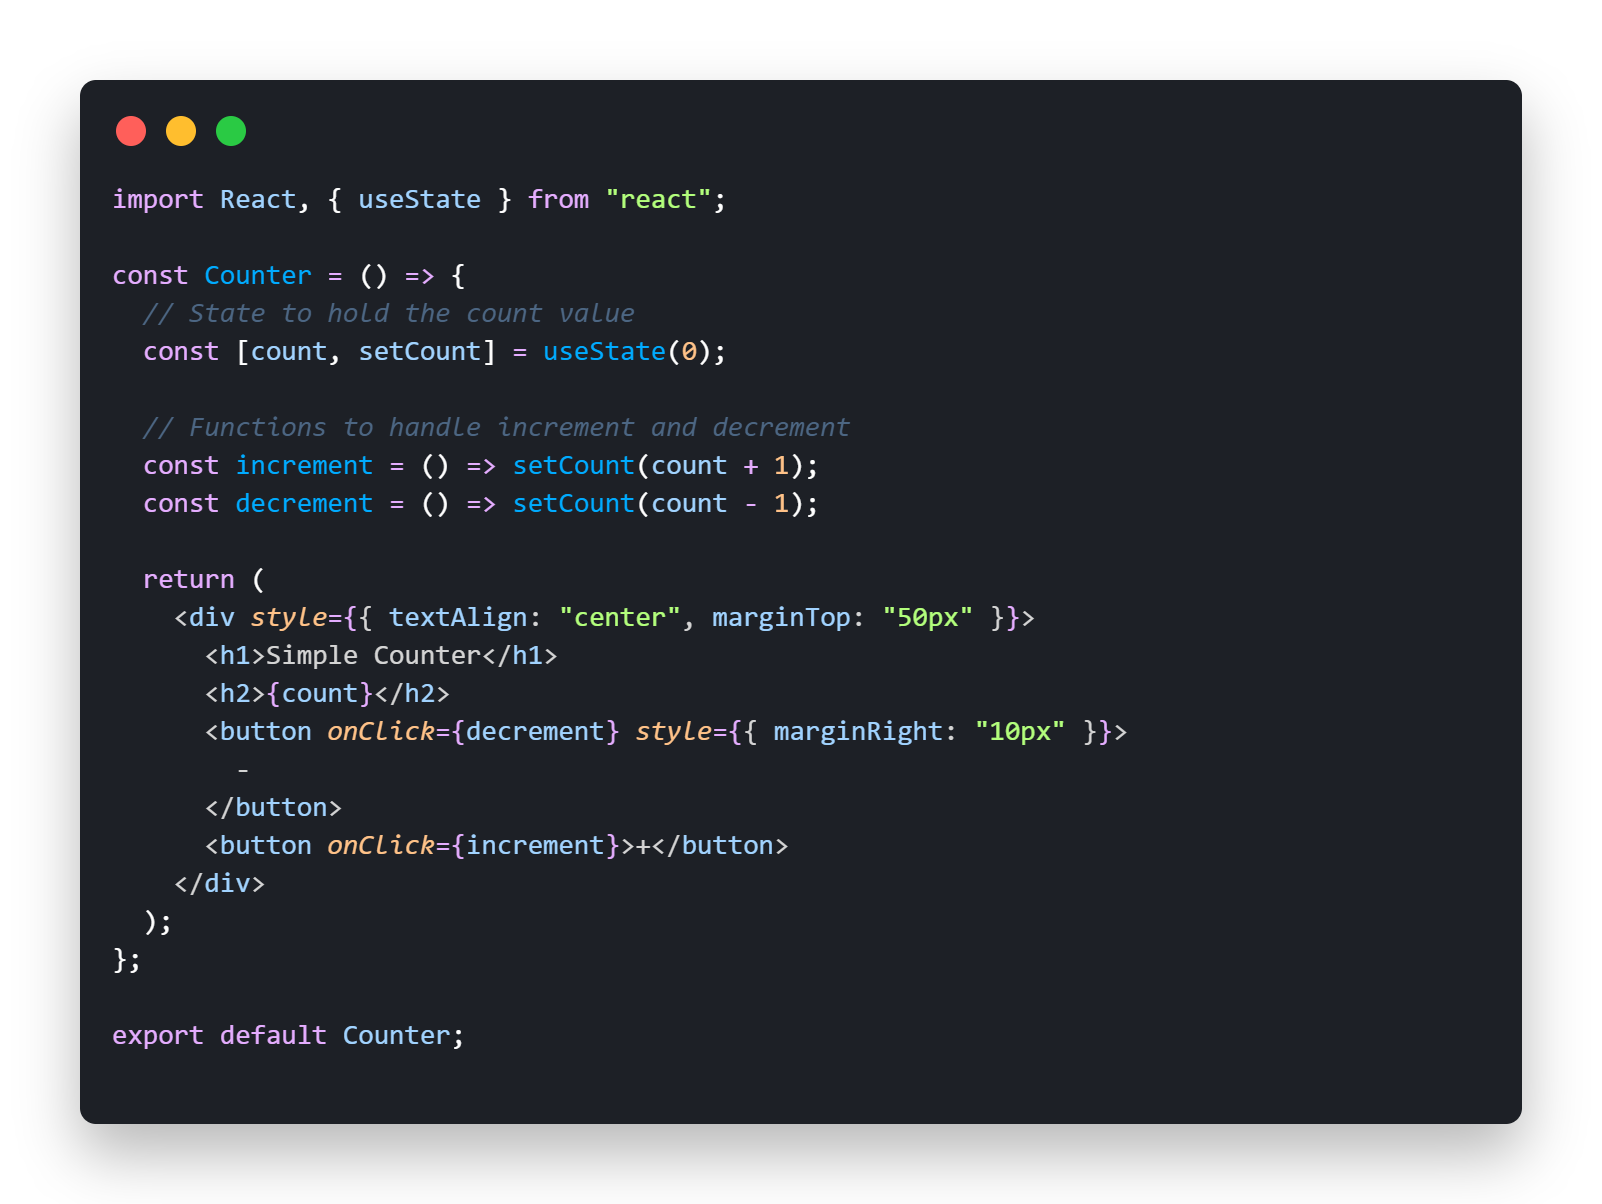 import React, { useState } from "react";

const Counter = () => {
  // State to hold the count value
  const [count, setCount] = useState(0);

  // Functions to handle increment and decrement
  const increment = () => setCount(count + 1);
  const decrement = () => setCount(count - 1);

  return (
    <div style={{ textAlign: "center", marginTop: "50px" }}>
      <h1>Simple Counter</h1>
      <h2>{count}</h2>
      <button onClick={decrement} style={{ marginRight: "10px" }}>
        -
      </button>
      <button onClick={increment}>+</button>
    </div>
  );
};

export default Counter;